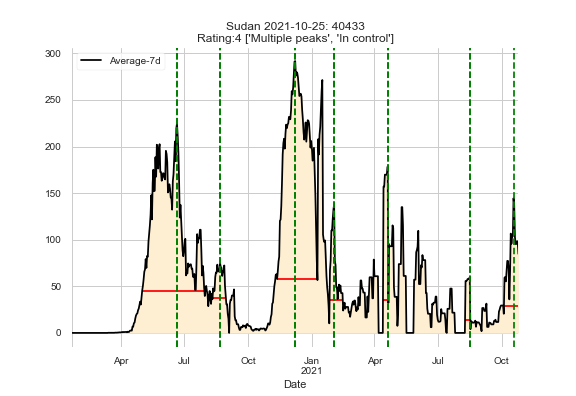 Sudan 2021-10-25: 40433
Rating:4 ['Multiple peaks', 'In control']
Average-7d
300
250
200
150
100
50
0
Apr Jul Oct Jan Apr Jul Oct
2021
Date